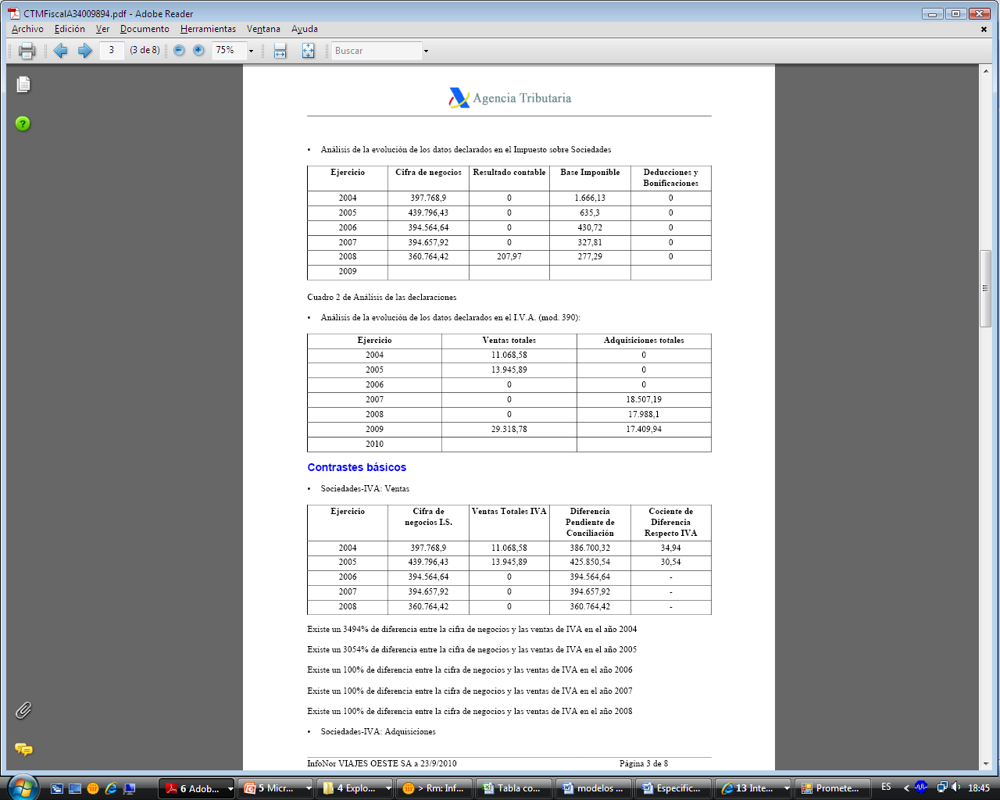 CTMFiscalA34009894.pdf - Adobe Reader
Archivo Edición Ver Documento Herramientas Ventana Ayuda
3 (3 de 8) 75% Buscar
Agencia Tributaria
• Análisis de la evolución de los datos declarados en el Impuesto sobre Sociedades
Ejercicio Cifra de negocios Resultado contable Base Imponible Deducciones y
Bonificaciones
2004 397.768,9 0 1.666,13 0
2005 439.796,43 0 635,3 0
2006 394.564,64 0 430,72 0
2007 394.657,92 0 327,81 0
2008 360.764,42 207,97 277,29 0
2009
Cuadro 2 de Análisis de las declaraciones
• Análisis de la evolución de los datos declarados en el I.V.A. (mod. 390):
Ejercicio Ventas totales Adquisiciones totales
2004 11.068,58 0
2005 13.945,89 0
2006 0 0
2007 0 18.507,19
2008 0 17.988,1
2009 29.318,78 17.409,94
2010
Contrastes básicos
• Sociedades-IVA: Ventas
Ejercicio Cifra de Ventas Totales IVA Diferencia Cociente de
negocios I.S. Pendiente de Diferencia
Conciliación Respecto IVA
2004 397.768,9 11.068,58 386.700,32 34,94
2005 439.796,43 13.945,89 425.850,54 30,54
2006 394.564,64 0 394.564,64 -
2007 394.657,92 0 394.657,92 -
2008 360.764,42 0 360.764,42 -
Existe un 3494% de diferencia entre la cifra de negocios y las ventas de IVA en el año 2004
Existe un 3054% de diferencia entre la cifra de negocios y las ventas de IVA en el año 2005
Existe un 100% de diferencia entre la cifra de negocios y las ventas de IVA en el año 2006
Existe un 100% de diferencia entre la cifra de negocios y las ventas de IVA en el año 2007
Existe un 100% de diferencia entre la cifra de negocios y las ventas de IVA en el año 2008
• Sociedades-IVA: Adquisiciones
InfoNor VIAJES OESTE SA a 23/9/2010 Página 3 de 8
6 Adob... 5 Micr... 4 Explo... > Rm: Inf... Tabla co... modelos ... Especific... 13 Inte... Promete... ES 18:45